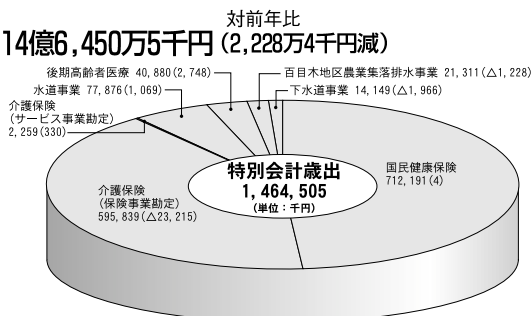 対前年比
14億6,450万5千円(2,228万4千円減)
後期高齢者医療 40,880(2,748)
百目木地区農業集落排水事業 21,311(△1,228)
水道事業 77,876(1,069)
下水道事業 14,149(△1,966)
介護保険
(サービス事業勘定)
2,259(330)
特別会計歳出
1,464,505
(単位:千円)
国民健康保険
712,191(4)
介護保険
(保険事業勘定)
595,839(△23,215)